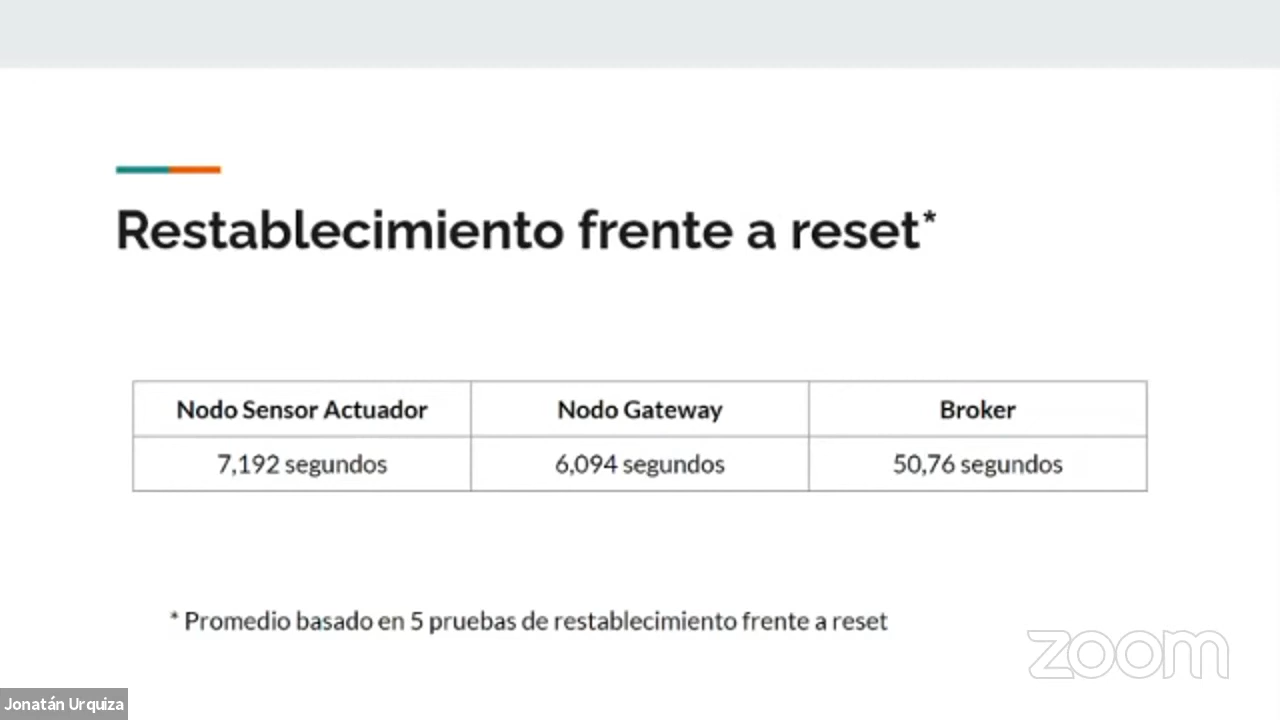 Restablecimiento frente a reset*
Nodo Sensor Actuador Nodo Gateway Broker
7,192 segundos 6,094 segundos 50,76 segundos
* Promedio basado en 5 pruebas de restablecimiento frente a reset
zoom
Jonatán Urquiza